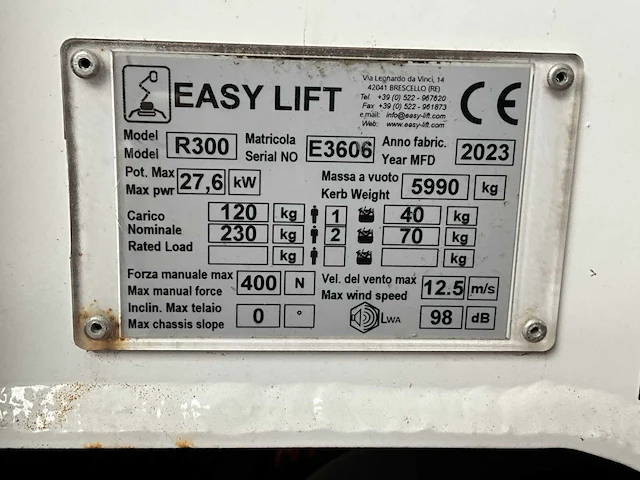 EASY LIFT
Via Leonardo da Vinci, 14
42041 BRESCELLO (RE)
Tel. +39 (0) 522 - 967620
Fax +39 (0) 522 - 961873
e.mail: info@easy-lift.com
Web: www.easy-lift.com
CE
Model R300 Matricola E3606 Anno fabric. 2023
Model Serial NO Year MFD
Pot. Max 27,6 kW Massa a vuoto 5990 kg
Max pwr Kerb Weight
Carico 120 kg 1 40 kg
Nominale 230 kg 2 70 kg
Rated Load kg kg
Forza manuale max 400 N Vel. del vento max 12.5 m/s
Max manual force Max wind speed
Inclin. Max telaio 0 ° LWA 98 dB
Max chassis slope